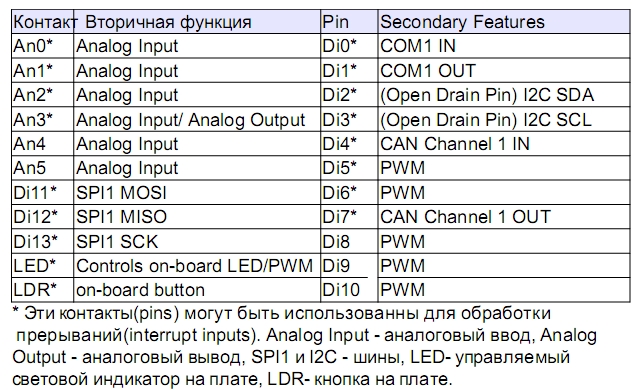 Контакт Вторичная функция Pin Secondary Features
An0* Analog Input Di0* COM1 IN
An1* Analog Input Di1* COM1 OUT
An2* Analog Input Di2* (Open Drain Pin) I2C SDA
An3* Analog Input/ Analog Output Di3* (Open Drain Pin) I2C SCL
An4 Analog Input Di4* CAN Channel 1 IN
An5 Analog Input Di5* PWM
Di11* SPI1 MOSI Di6* PWM
Di12* SPI1 MISO Di7* CAN Channel 1 OUT
Di13* SPI1 SCK Di8 PWM
LED* Controls on-board LED/PWM Di9 PWM
LDR* on-board button Di10 PWM
* Эти контакты(pins) могут быть использованны для обработки
прерываний(interrupt inputs). Analog Input - аналоговый ввод, Analog
Output - аналоговый вывод, SPI1 и I2C - шины, LED- управляемый
световой индикатор на плате, LDR- кнопка на плате.